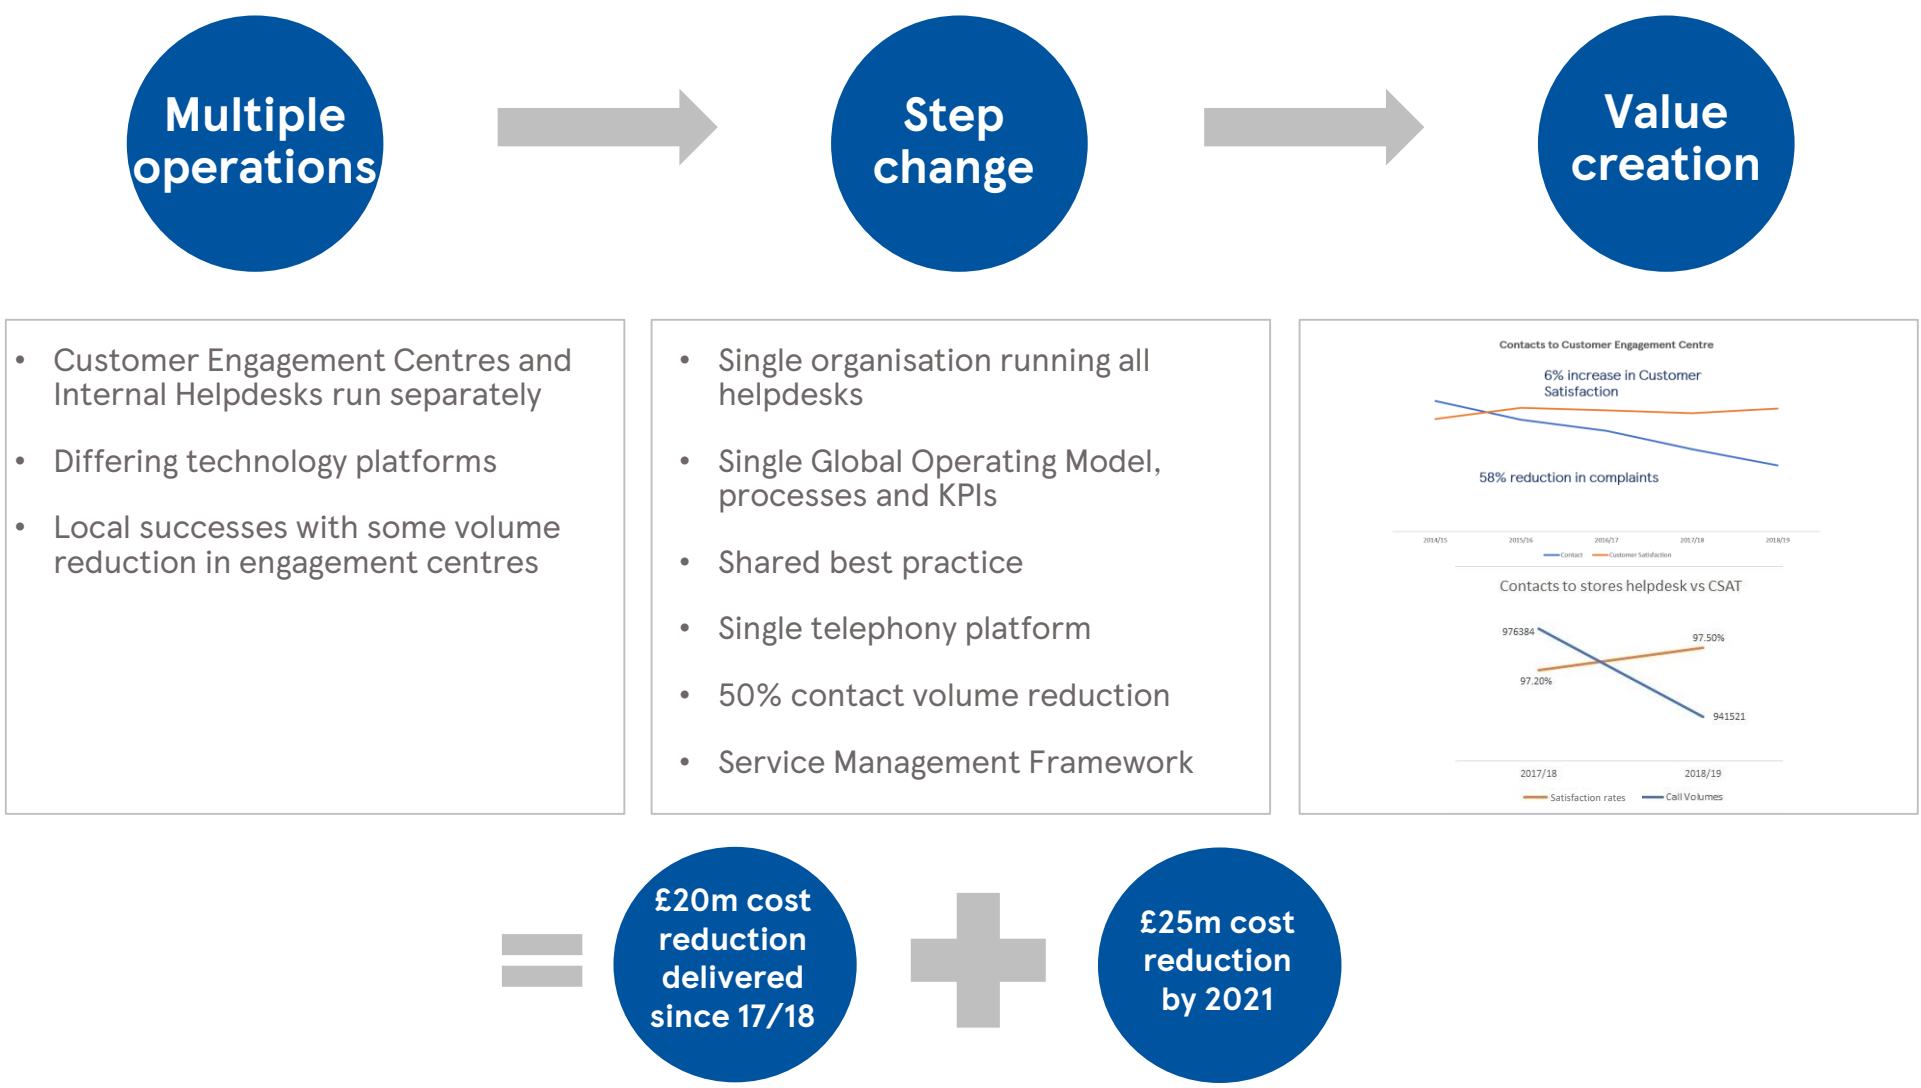 Multiple
operations
Step
change
Value
creation
• Customer Engagement Centres and
Internal Helpdesks run separately
• Differing technology platforms
• Local successes with some volume
reduction in engagement centres
• Single organisation running all
helpdesks
• Single Global Operating Model,
processes and KPIs
• Shared best practice
• Single telephony platform
• 50% contact volume reduction
• Service Management Framework
Contacts to Customer Engagement Centre
6% increase in Customer
Satisfaction
58% reduction in complaints
2014/15 2015/16 2016/17 2017/18 2018/19
Contact Customer Satisfaction
Contacts to stores helpdesk vs CSAT
976384
97.50%
97.20%
941521
2017/18 2018/19
Satisfaction rates Call Volumes
£20m cost
reduction
delivered
since 17/18
£25m cost
reduction
by 2021